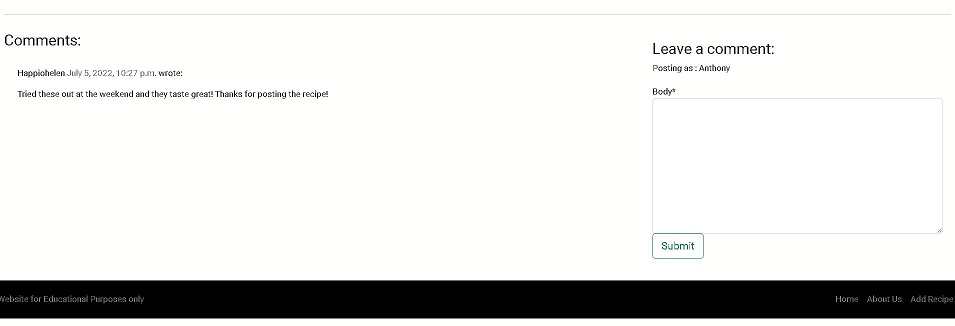 Comments:
Happiohelen July 5, 2022, 10:27 p.m. wrote:
Tried these out at the weekend and they taste great! Thanks for posting the recipe!
Leave a comment:
Posting as : Anthony
Body*
Submit
Website for Educational Purposes only
Home About Us Add Recipe